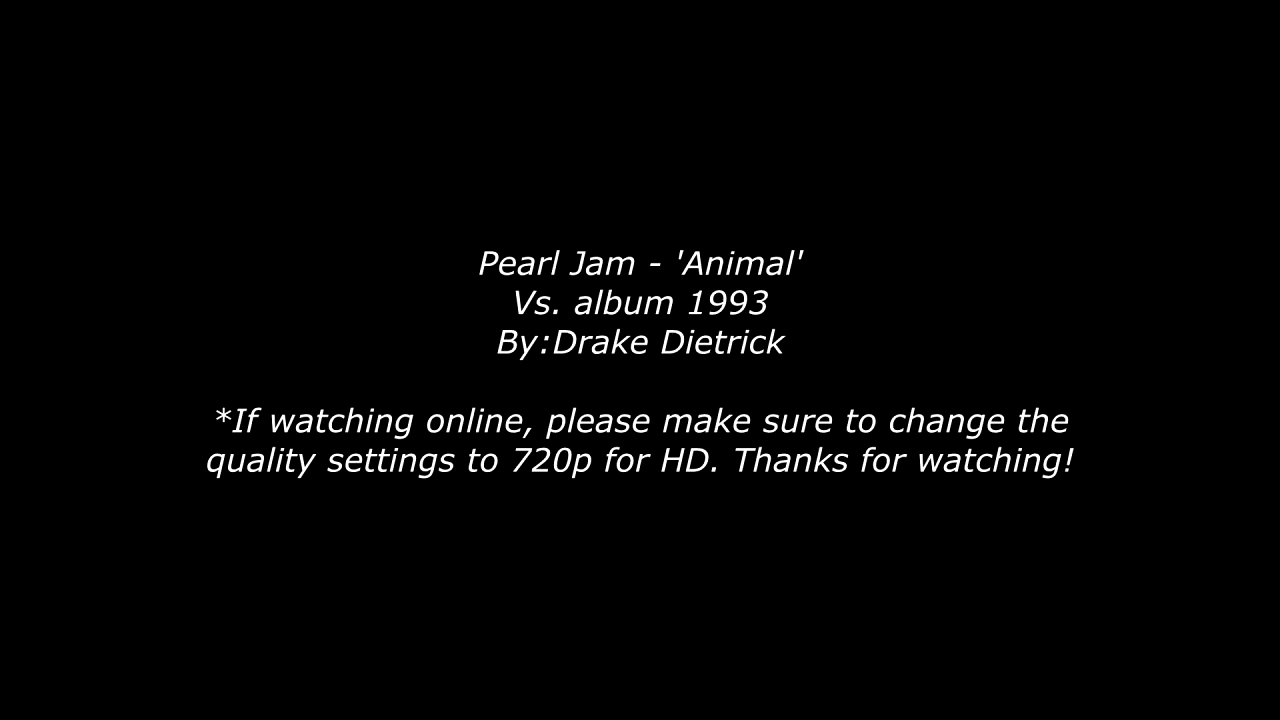 Pearl Jam - 'Animal'
Vs. album 1993
By:Drake Dietrick
*If watching online, please make sure to change the
quality settings to 720p for HD. Thanks for watching!